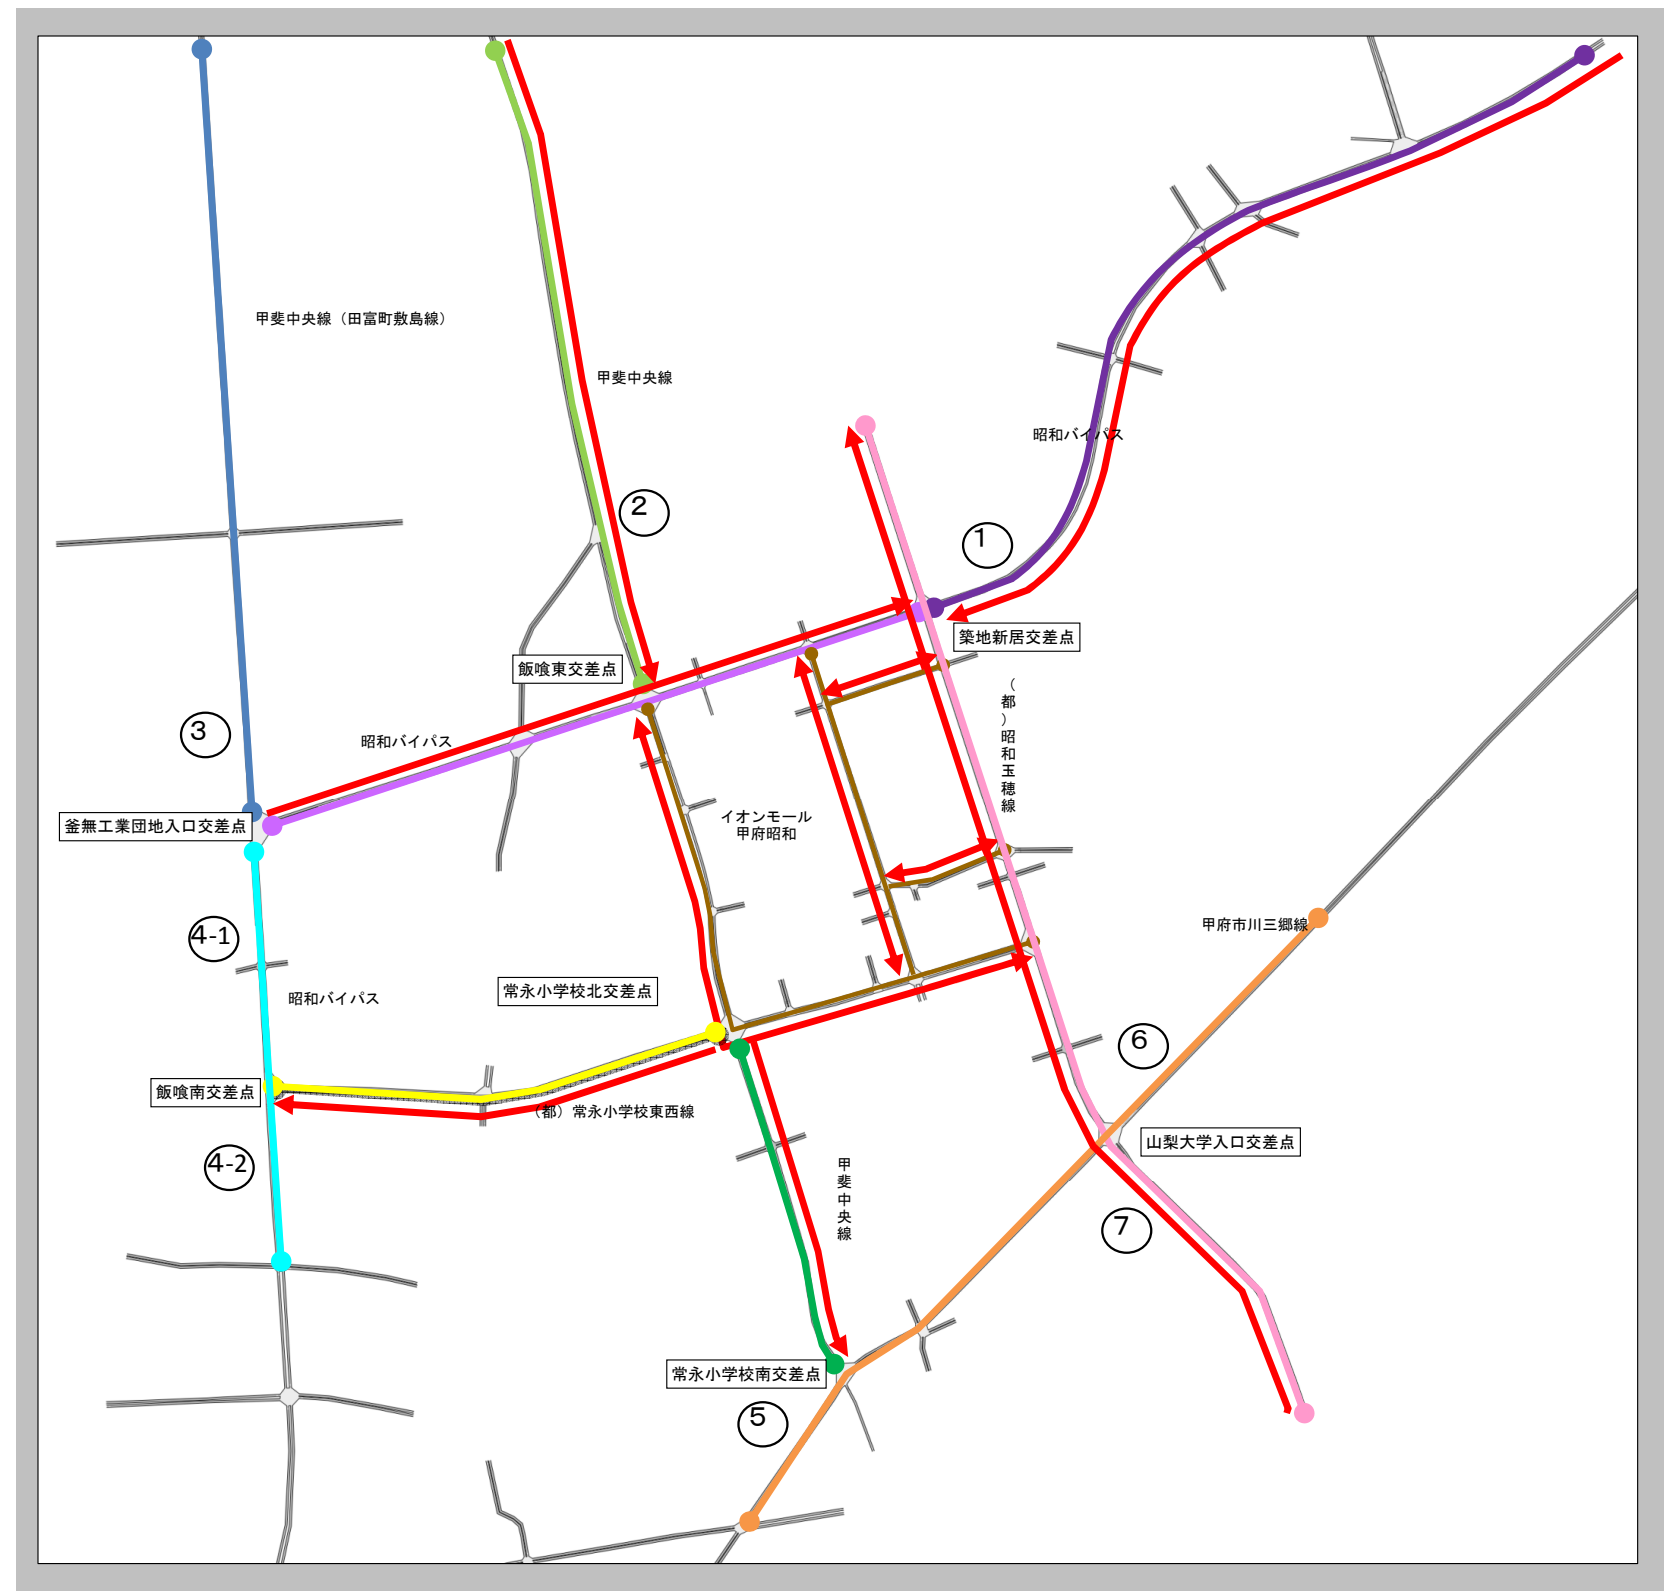 甲斐中央線（田富町敷島線）
甲斐中央線
昭和バイパス
２
１
築地新居交差点
飯喰東交差点
（都）昭和玉穂線
３
昭和バイパス
釜無工業団地入口交差点
イオンモール
甲府昭和
甲府市川三郷線
4-1
常永小学校北交差点
昭和バイパス
６
飯喰南交差点
（都）常永小学校東西線
山梨大学入口交差点
4-2
甲斐中央線
７
常永小学校南交差点
５